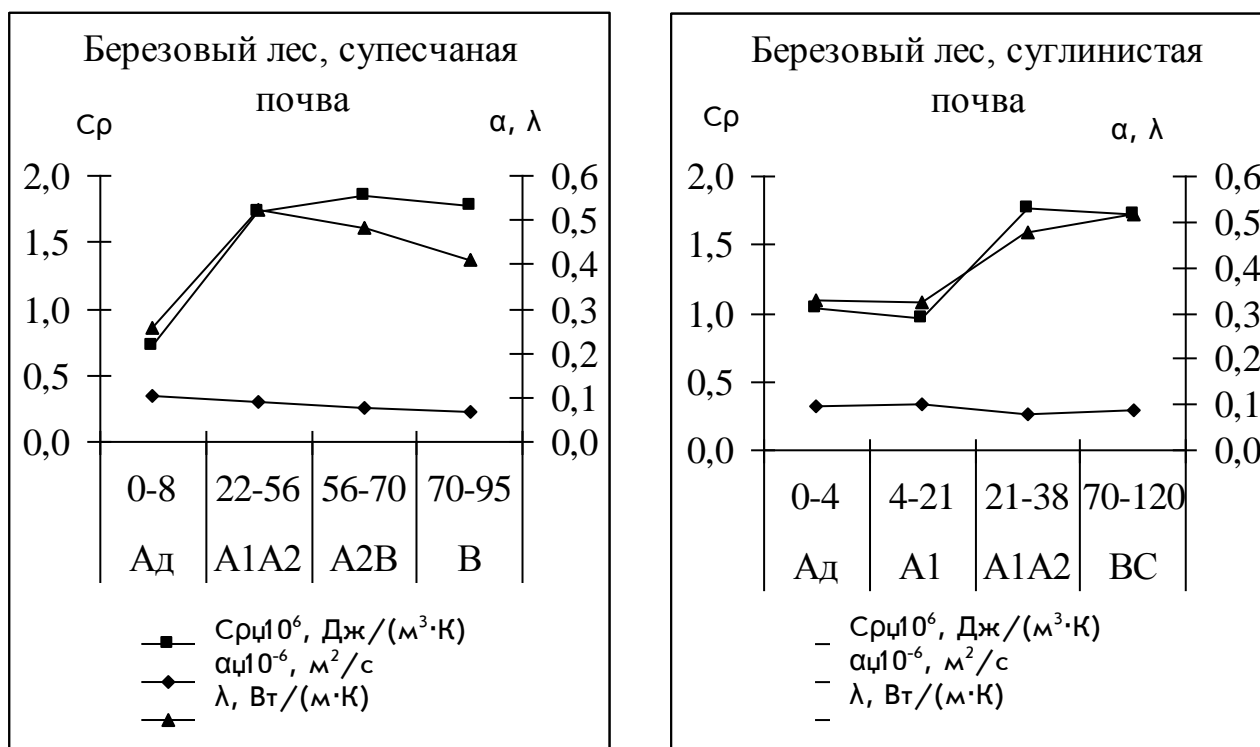 Березовый лес, супесчаная
почва
Cρ
α, λ
2,0
1,5
1,0
0,5
0,0
0,6
0,5
0,4
0,3
0,2
0,1
0,0
0-8 22-56 56-70 70-95
Ад А1А2 А2В В
Cρμ10⁶, Дж/(м³·К)
αμ10⁻⁶, м²/с
λ, Вт/(м·К)
Березовый лес, суглинистая
почва
Cρ
α, λ
2,0
1,5
1,0
0,5
0,0
0,6
0,5
0,4
0,3
0,2
0,1
0,0
0-4 4-21 21-38 70-120
Ад А1 А1А2 ВС
Cρμ10⁶, Дж/(м³·К)
αμ10⁻⁶, м²/с
λ, Вт/(м·К)